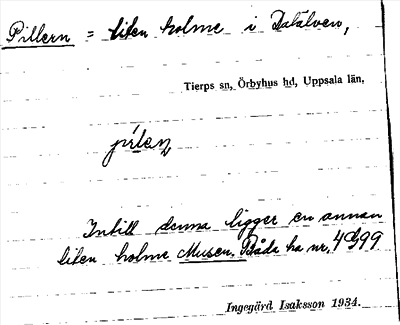 Pillern = liten holme i Dalälven,
Tierps sn, Örbyhus hd, Uppsala län,
Intill denna ligger en annan
liten holme Musen. Båda ha nr. 4999
Ingegärd Isaksson 1934.